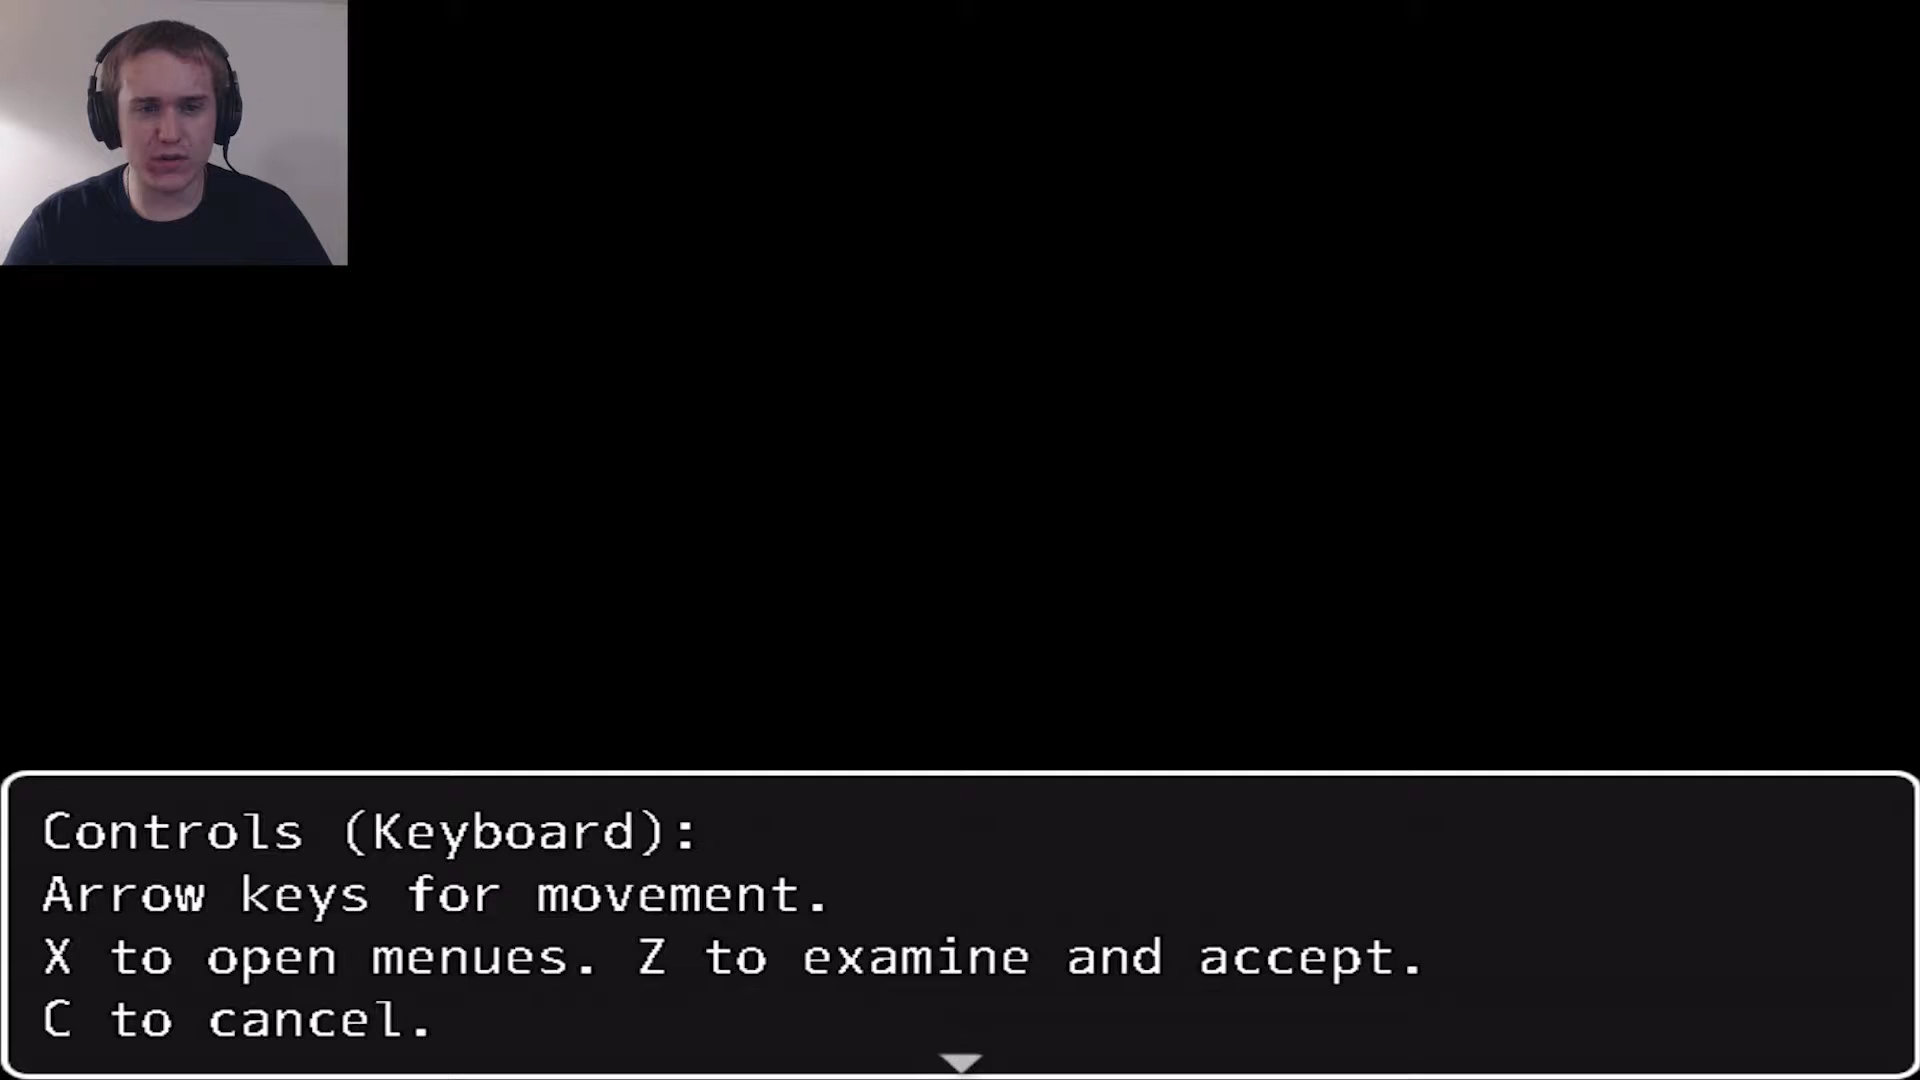 Controls (Keyboard):
Arrow keys for movement.
X to open menues. Z to examine and accept.
C to cancel.